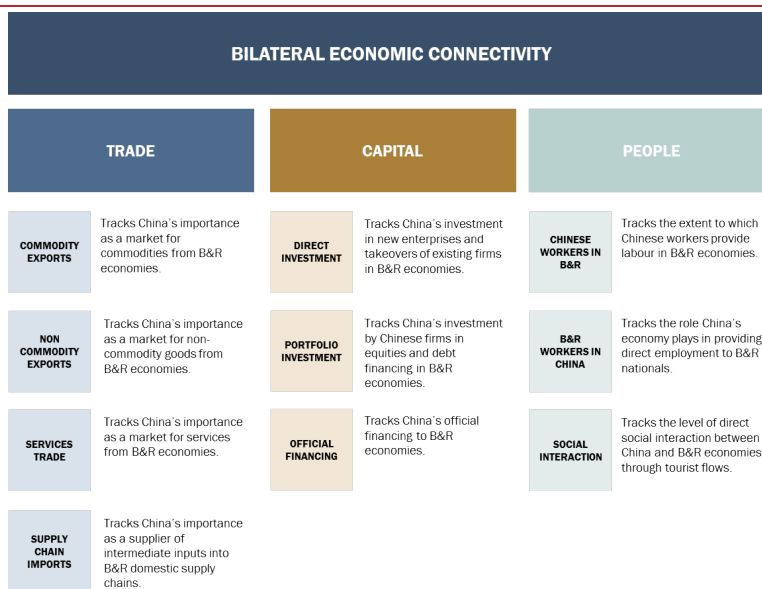 BILATERAL ECONOMIC CONNECTIVITY
TRADE
COMMODITY
EXPORTS
Tracks China's importance
as a market for
commodities from B&R
economies.
NON
COMMODITY
EXPORTS
Tracks China's importance
as a market for non-
commodity goods from
B&R economies.
SERVICES
TRADE
Tracks China's importance
as a market for services
from B&R economies.
SUPPLY
CHAIN
IMPORTS
Tracks China's importance
as a supplier of
intermediate inputs into
B&R domestic supply
chains.
CAPITAL
DIRECT
INVESTMENT
Tracks China's investment
in new enterprises and
takeovers of existing firms
in B&R economies.
PORTFOLIO
INVESTMENT
Tracks China's investment
by Chinese firms in
equities and debt
financing in B&R
economies.
OFFICIAL
FINANCING
Tracks China's official
financing to B&R
economies.
PEOPLE
CHINESE
WORKERS IN
B&R
Tracks the extent to which
Chinese workers provide
labour in B&R economies.
B&R
WORKERS IN
CHINA
Tracks the role China's
economy plays in providing
direct employment to B&R
nationals.
SOCIAL
INTERACTION
Tracks the level of direct
social interaction between
China and B&R economies
through tourist flows.